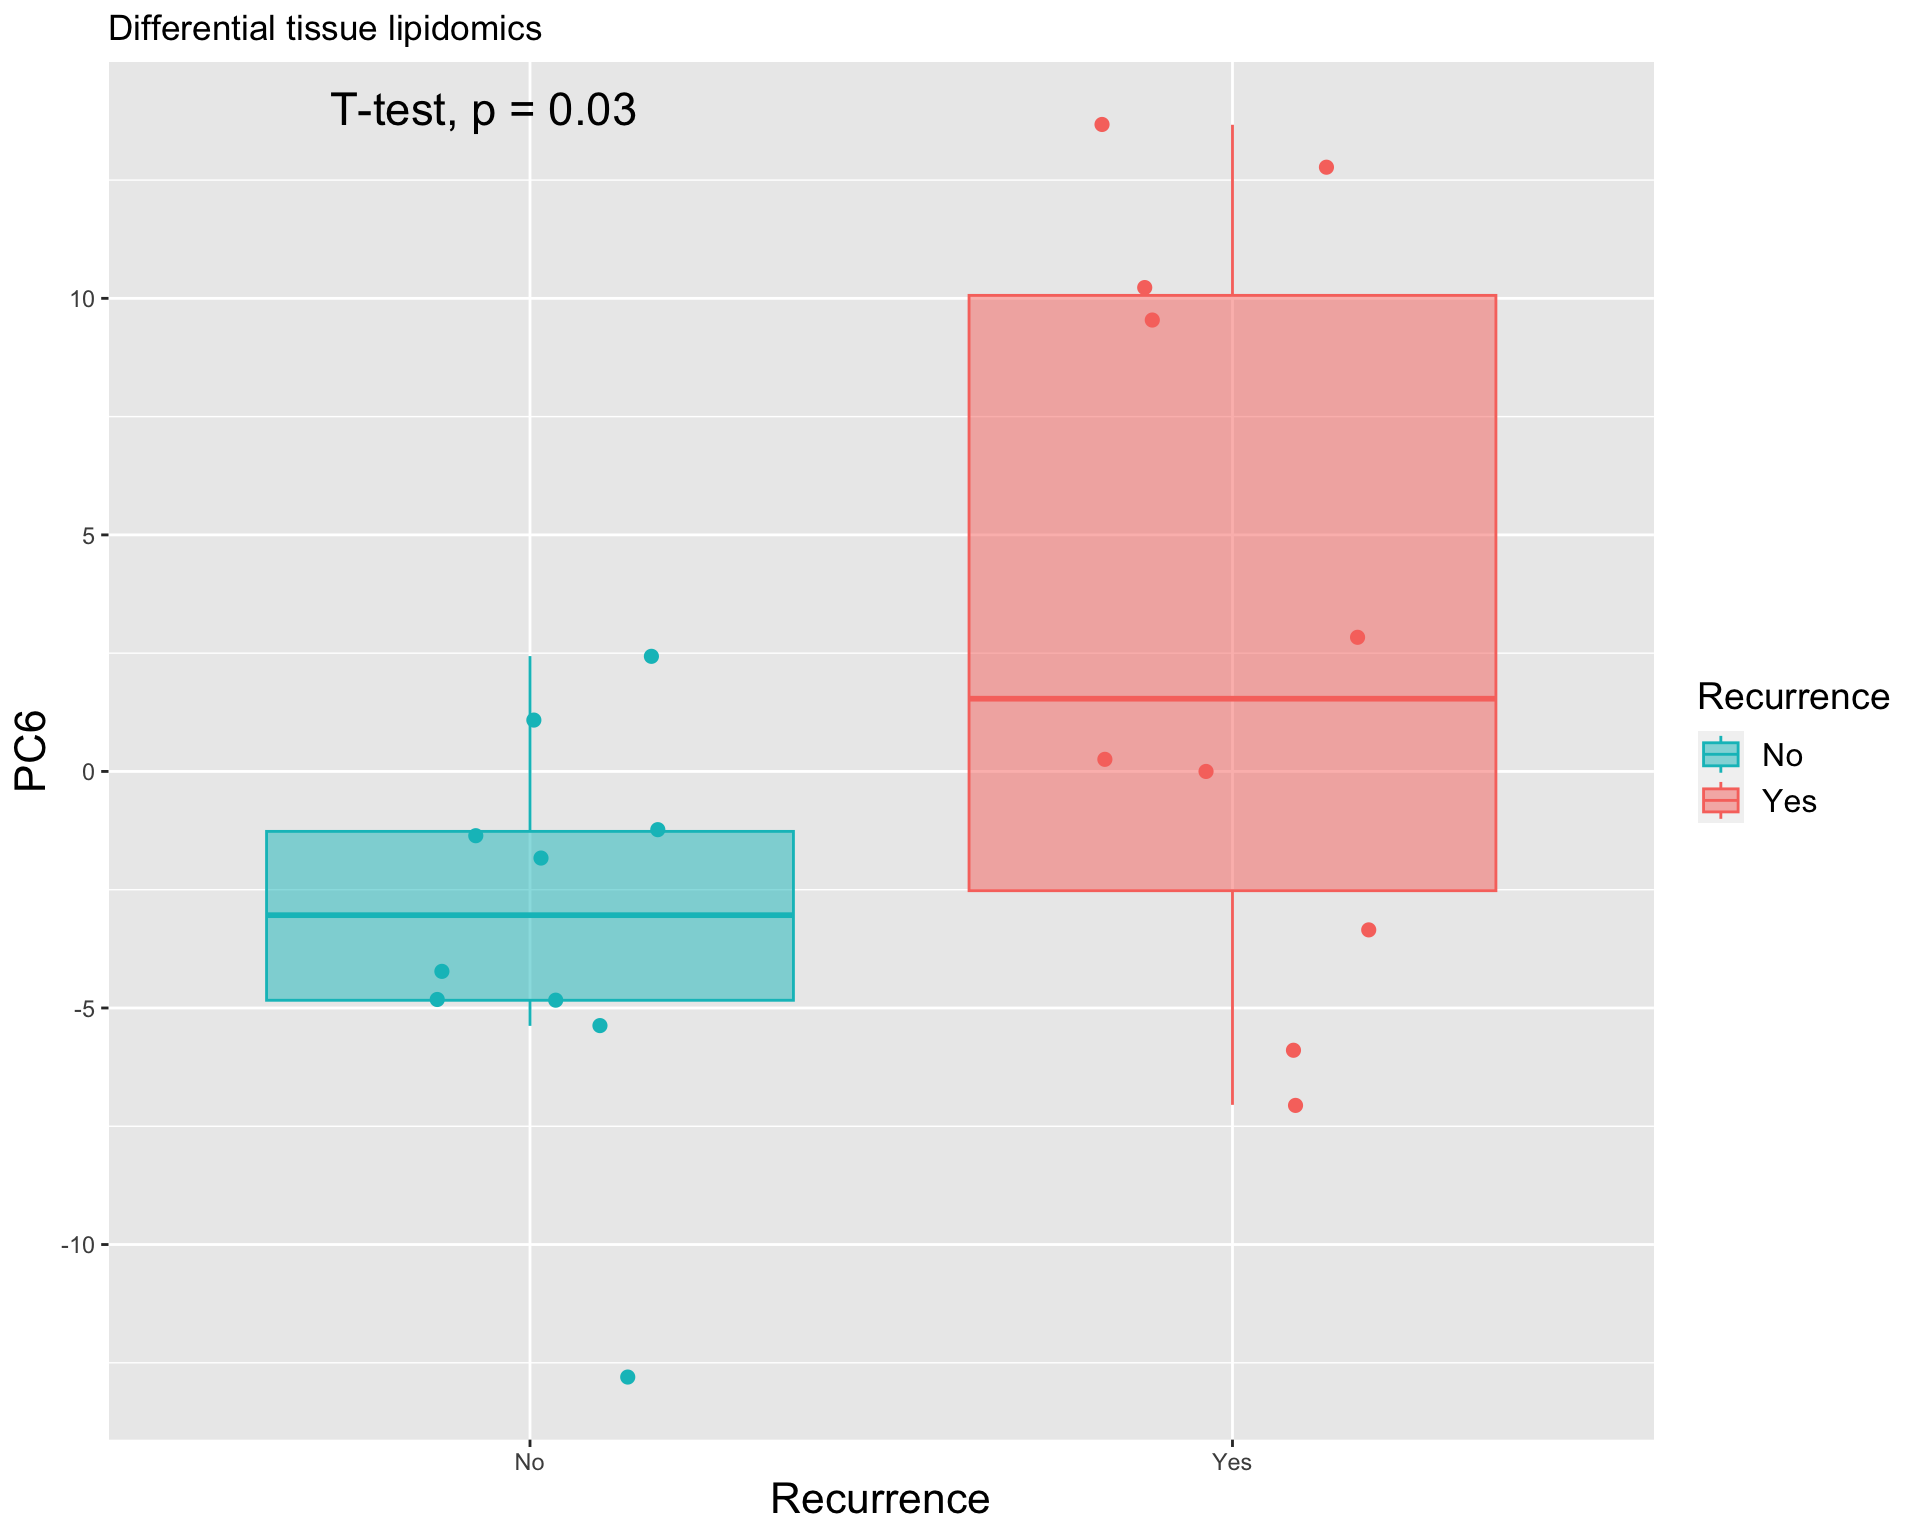 Differential tissue lipidomics
T-test, p = 0.03
10
5
0
-5
-10
PC6
No
Yes
Recurrence
Recurrence
No
Yes